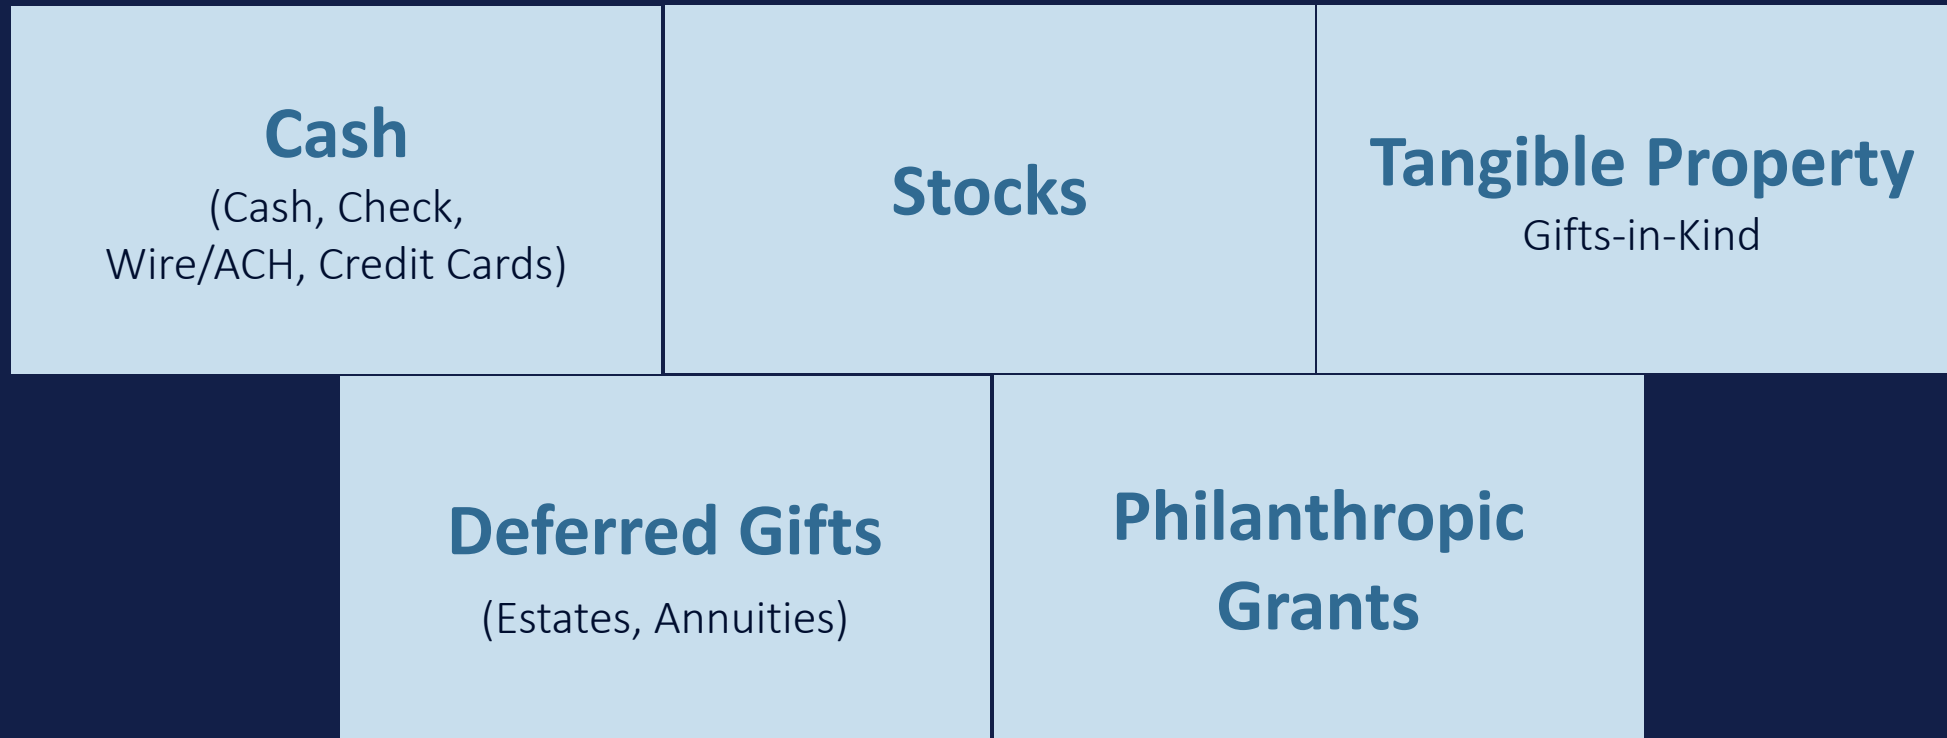 Cash
(Cash, Check,
Wire/ACH, Credit Cards)
Stocks
Tangible Property
Gifts-in-Kind
Deferred Gifts
(Estates, Annuities)
Philanthropic
Grants